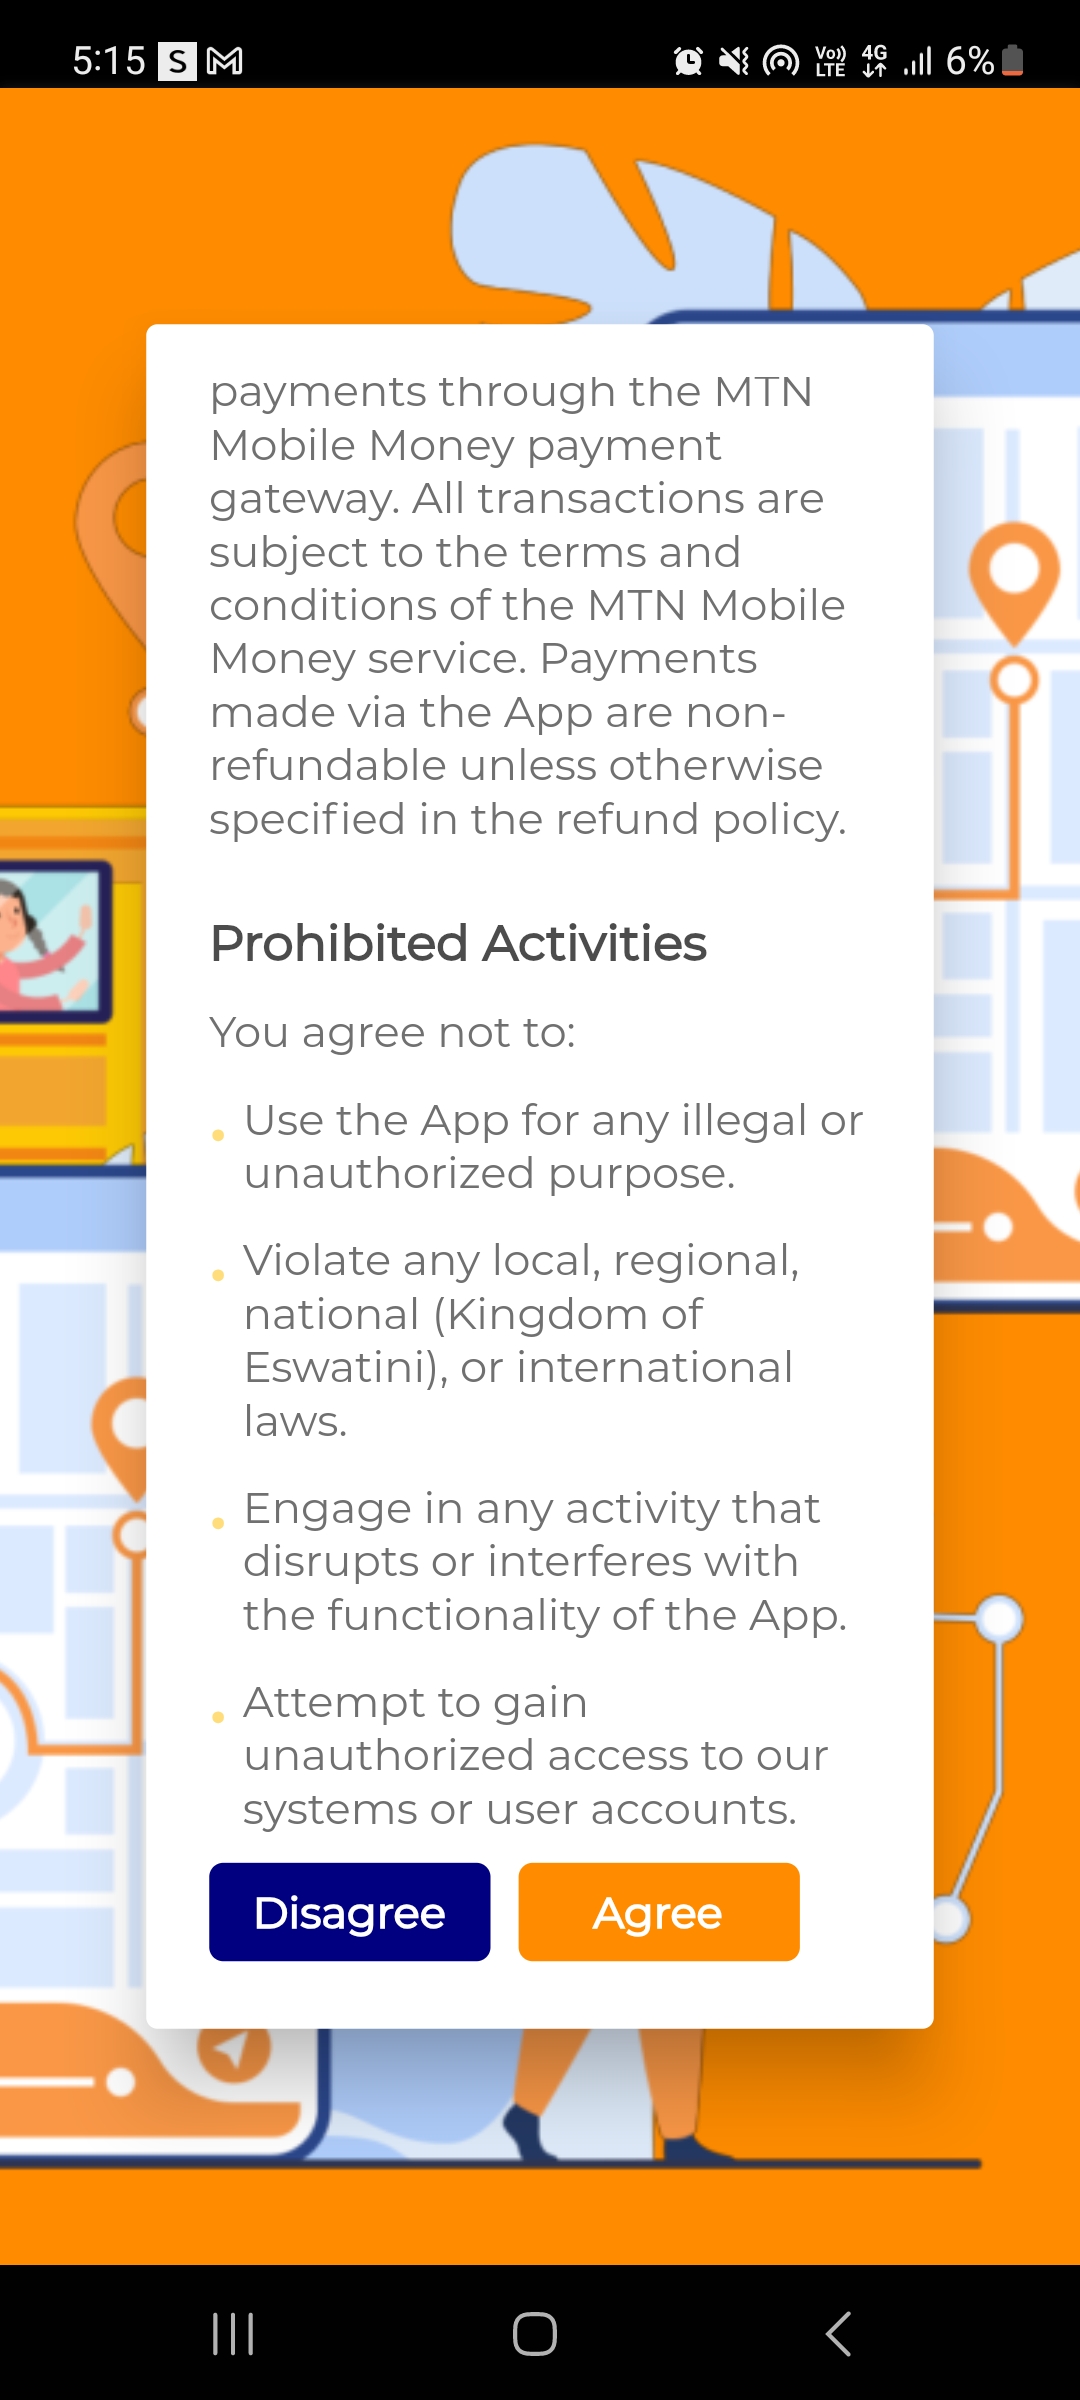 5:15 S M Vo)) LTE 4G 6%
payments through the MTN
Mobile Money payment
gateway. All transactions are
subject to the terms and
conditions of the MTN Mobile
Money service. Payments
made via the App are non-
refundable unless otherwise
specified in the refund policy.
Prohibited Activities
You agree not to:
• Use the App for any illegal or
unauthorized purpose.
• Violate any local, regional,
national (Kingdom of
Eswatini), or international
laws.
• Engage in any activity that
disrupts or interferes with
the functionality of the App.
• Attempt to gain
unauthorized access to our
systems or user accounts.
Disagree Agree